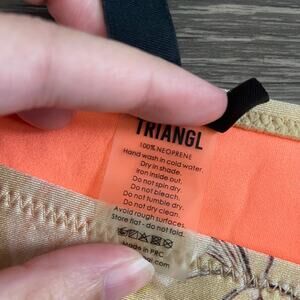 TRIANGL
100% NEOPRENE
Hand wash in cold water.
Dry in shade.
Iron inside out.
Do not spin dry.
Do not bleach.
Do not tumble dry.
Do not dry clean.
Avoid rough surfaces.
Store flat - do not fold.
Made in PRC